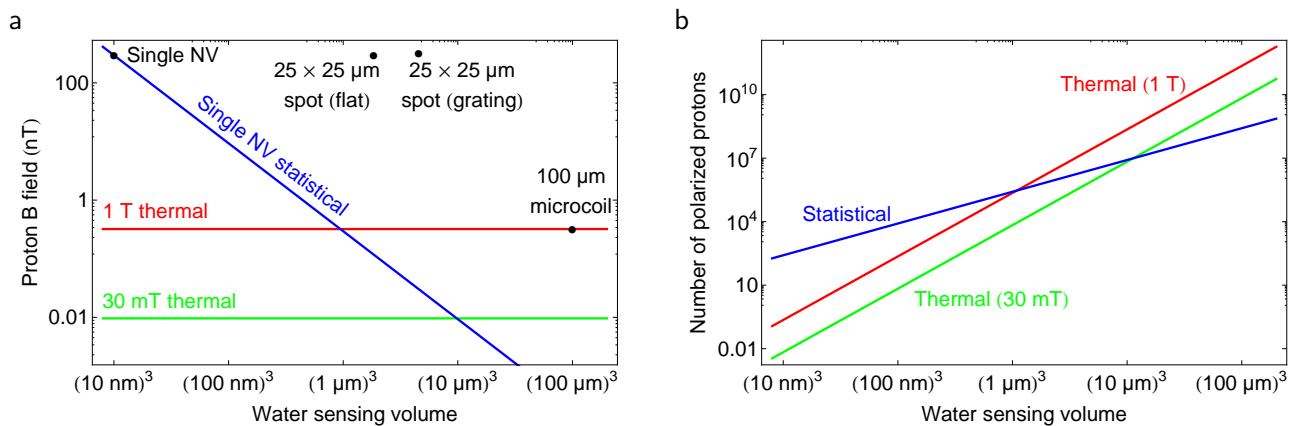 a
Proton B field (nT)
100
1
0.01
Single NV
25 × 25 µm
spot (flat)
25 × 25 µm
spot (grating)
Single NV statistical
100 µm
microcoil
1 T thermal
30 mT thermal
(10 nm)³
(100 nm)³
(1 µm)³
(10 µm)³
(100 µm)³
Water sensing volume
b
Number of polarized protons
10¹⁰
10⁷
10⁴
10
0.01
Thermal (1 T)
Statistical
Thermal (30 mT)
(10 nm)³
(100 nm)³
(1 µm)³
(10 µm)³
(100 µm)³
Water sensing volume